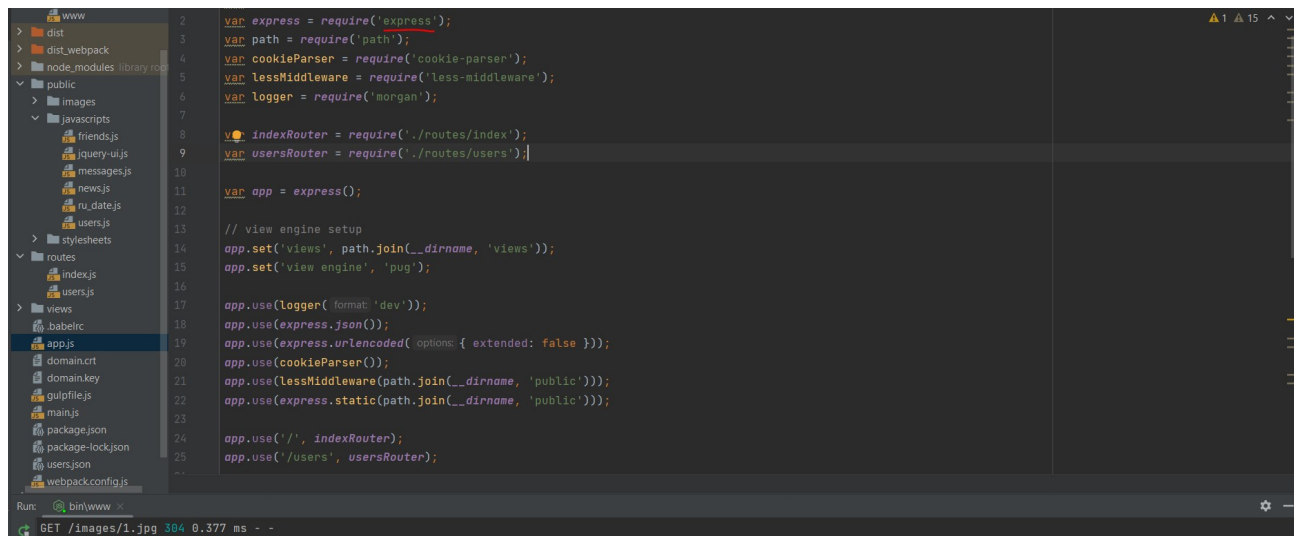 www
dist
dist_webpack
node_modules library root
public
images
javascripts
friends.js
jquery-ui.js
messages.js
news.js
ru_date.js
users.js
stylesheets
routes
index.js
users.js
views
.babelrc
app.js
domain.crt
domain.key
gulpfile.js
main.js
package.json
package-lock.json
users.json
webpack.config.js
2 var express = require('express');
3 var path = require('path');
4 var cookieParser = require('cookie-parser');
5 var lessMiddleware = require('less-middleware');
6 var logger = require('morgan');
7
8 var indexRouter = require('./routes/index');
9 var usersRouter = require('./routes/users');
10
11 var app = express();
12
13 // view engine setup
14 app.set('views', path.join(__dirname, 'views'));
15 app.set('view engine', 'pug');
16
17 app.use(logger( format: 'dev'));
18 app.use(express.json());
19 app.use(express.urlencoded( options: { extended: false }));
20 app.use(cookieParser());
21 app.use(lessMiddleware(path.join(__dirname, 'public')));
22 app.use(express.static(path.join(__dirname, 'public')));
23
24 app.use('/', indexRouter);
25 app.use('/users', usersRouter);
1 15
Run: bin\www
GET /images/1.jpg 304 0.377 ms - -